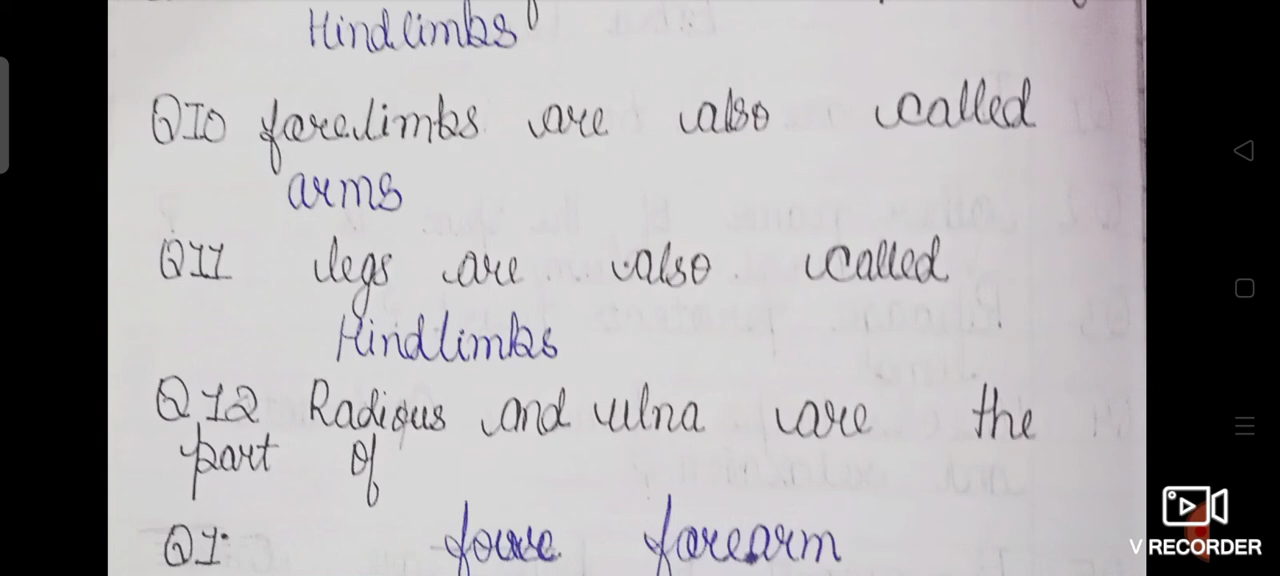 Hindlimbs
Q10 forelimbs are also called
arms
Q11 legs are also called
Hindlimbs
Q12 Radious and ulna are the
part of
Q1. foure forearm
V RECORDER